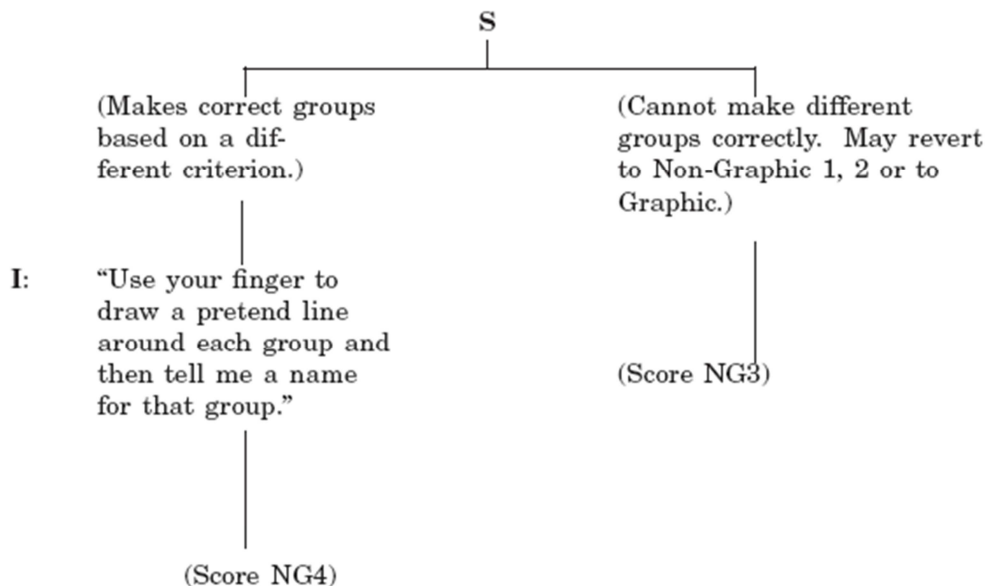 S
(Makes correct groups
based on a dif-
ferent criterion.)
(Cannot make different
groups correctly. May revert
to Non-Graphic 1, 2 or to
Graphic.)
I:
“Use your finger to
draw a pretend line
around each group and
then tell me a name
for that group.”
(Score NG3)
(Score NG4)